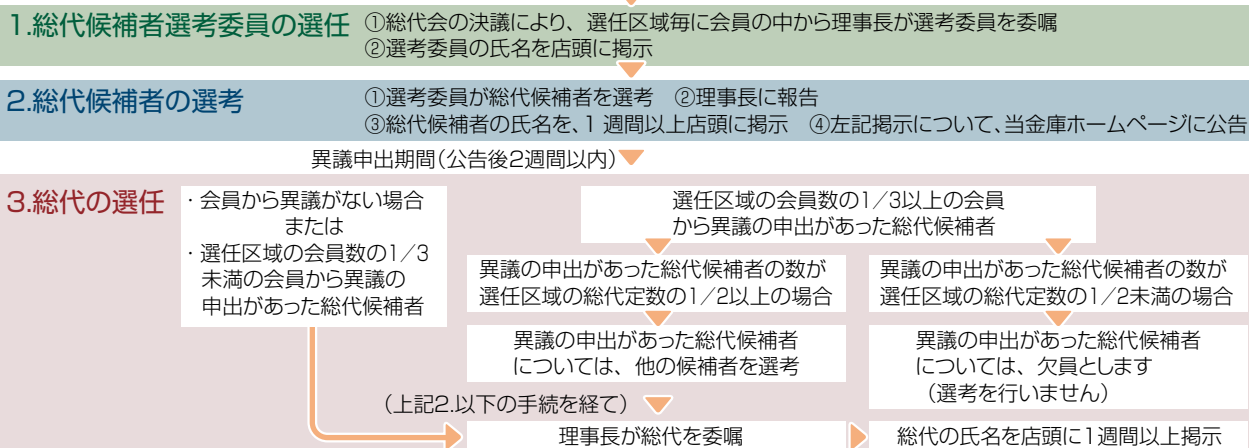 1.総代候補者選考委員の選任
①総代会の決議により、選任区域毎に会員の中から理事長が選考委員を委嘱
②選考委員の氏名を店頭に掲示
2.総代候補者の選考
①選考委員が総代候補者を選考　②理事長に報告
③総代候補者の氏名を、1週間以上店頭に掲示　④左記掲示について、当金庫ホームページに公告
異議申出期間(公告後2週間以内)
3.総代の選任
・会員から異議がない場合
または
・選任区域の会員数の1/3
未満の会員から異議の
申出があった総代候補者
選任区域の会員数の1/3以上の会員
から異議の申出があった総代候補者
異議の申出があった総代候補者の数が
選任区域の総代定数の1/2以上の場合
異議の申出があった総代候補者
については、他の候補者を選考
異議の申出があった総代候補者の数が
選任区域の総代定数の1/2未満の場合
異議の申出があった総代候補者
については、欠員とします
(選考を行いません)
(上記2.以下の手続を経て)
理事長が総代を委嘱
総代の氏名を店頭に1週間以上掲示